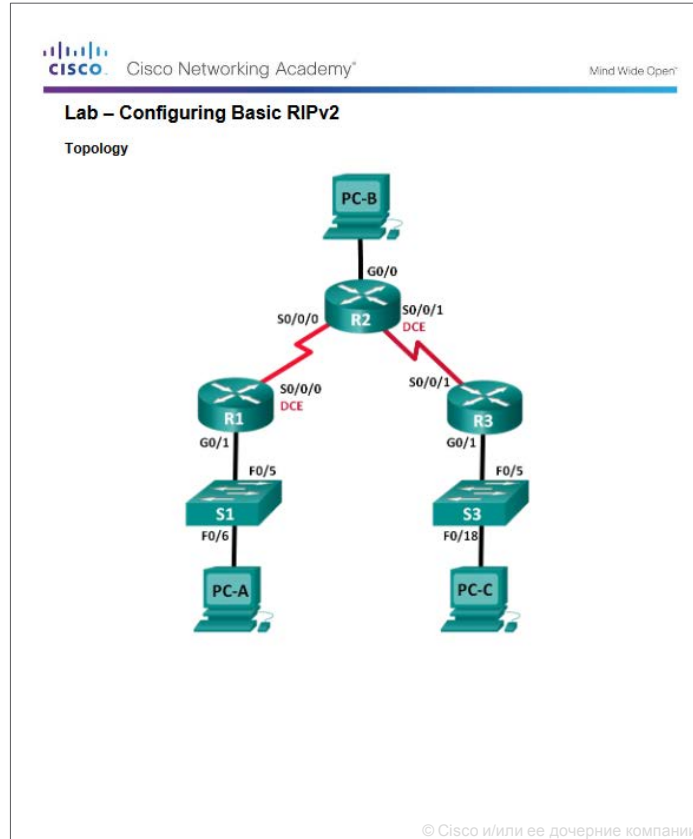 CISCO. Cisco Networking Academy® Mind Wide Open®
Lab – Configuring Basic RIPv2
Topology
PC-B
G0/0
S0/0/0 R2 S0/0/1
DCE
S0/0/0 S0/0/1
R1 DCE R3
G0/1 G0/1
F0/5 F0/5
S1 S3
F0/6 F0/18
PC-A PC-C
© Cisco и/или ее дочерние компании